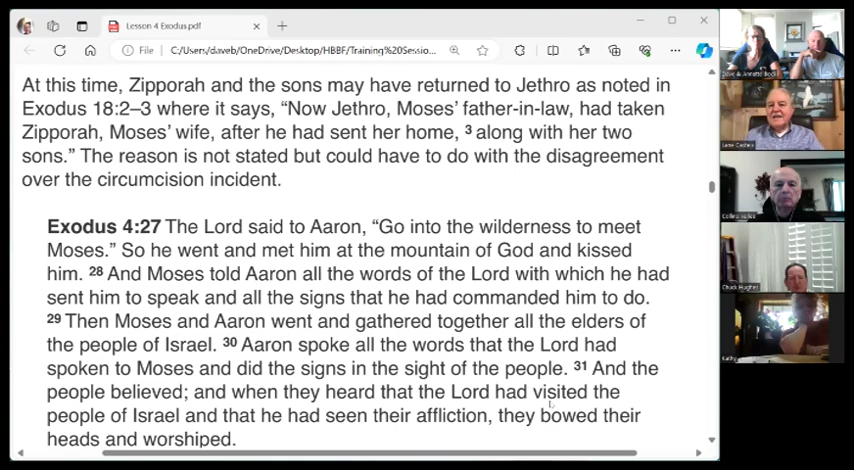 Lesson 4 Exodus.pdf
File
C:/Users/daveb/OneDrive/Desktop/HBBF/Training%20Sessio...
At this time, Zipporah and the sons may have returned to Jethro as noted in
Exodus 18:2–3 where it says, “Now Jethro, Moses’ father-in-law, had taken
Zipporah, Moses’ wife, after he had sent her home, 3 along with her two
sons.” The reason is not stated but could have to do with the disagreement
over the circumcision incident.
Exodus 4:27 The Lord said to Aaron, “Go into the wilderness to meet
Moses.” So he went and met him at the mountain of God and kissed
him. 28 And Moses told Aaron all the words of the Lord with which he had
sent him to speak and all the signs that he had commanded him to do.
29 Then Moses and Aaron went and gathered together all the elders of
the people of Israel. 30 Aaron spoke all the words that the Lord had
spoken to Moses and did the signs in the sight of the people. 31 And the
people believed; and when they heard that the Lord had visited the
people of Israel and that he had seen their affliction, they bowed their
heads and worshiped.
Dave & Annette
Chuck Hughes
Kathy